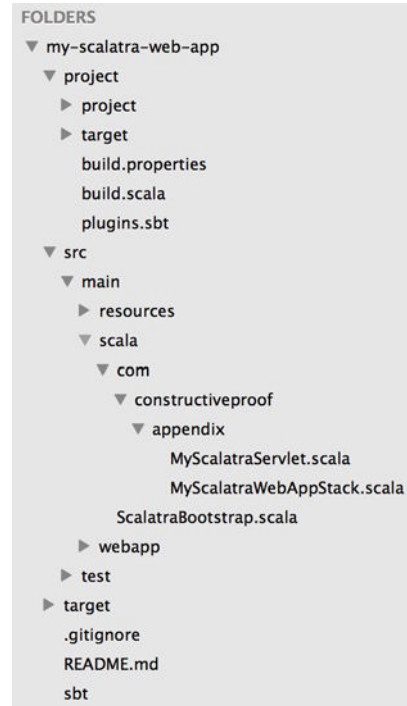 FOLDERS
my-scalatra-web-app
project
project
target
build.properties
build.scala
plugins.sbt
src
main
resources
scala
com
constructiveproof
appendix
MyScalatraServlet.scala
MyScalatraWebAppStack.scala
ScalatraBootstrap.scala
webapp
test
target
.gitignore
README.md
sbt